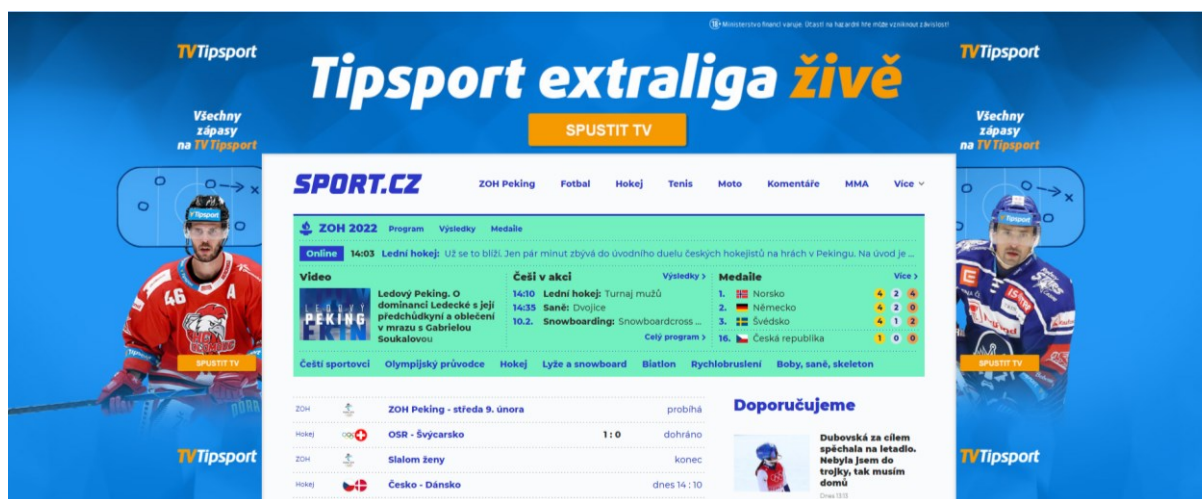 18+ Ministerstvo financí varuje: Účastí na hazardní hře může vzniknout závislost!
TVTipsport
Tipsport extraliga živě
TVTipsport
Všechny
zápasy
na TV Tipsport
SPUSTIT TV
Všechny
zápasy
na TV Tipsport
SPORT.CZ
ZOH Peking Fotbal Hokej Tenis Moto Komentáře MMA Více
ZOH 2022 Program Výsledky Medaile
Online 14:03 Lední hokej: Už se to blíží. Jen pár minut zbývá do úvodního duelu českých hokejistů na hrách v Pekingu. Na úvod je ...
Video
LEDOVÝ
PEKING
Ledový Peking. O
dominanci Ledecké s její
předchůdkyní a oblečení
v mrazu s Gabrielou
Soukalovou
Češi v akci Výsledky >
14:10 Lední hokej: Turnaj mužů
14:35 Saně: Dvojice
10.2. Snowboarding: Snowboardcross ...
Celý program >
Medaile Více >
1. Norsko 4 2 4
2. Německo 4 2 0
3. Švédsko 4 1 2
16. Česká republika 1 0 0
Čeští sportovci Olympijský průvodce Hokej Lyže a snowboard Biatlon Rychlobruslení Boby, saně, skeleton
Tipsport
46 A
SPUSTIT TV
Tipsport
SPUSTIT TV
ZOH ZOH Peking - středa 9. února probíhá
Hokej OSR - Švýcarsko 1 : 0 dohráno
ZOH Slalom ženy konec
Hokej Česko - Dánsko dnes 14 : 10
Doporučujeme
Dubovská za cílem
spěchala na letadlo.
Nebyla jsem do
trojky, tak musím
domů
Dnes 13:15
TVTipsport
TVTipsport